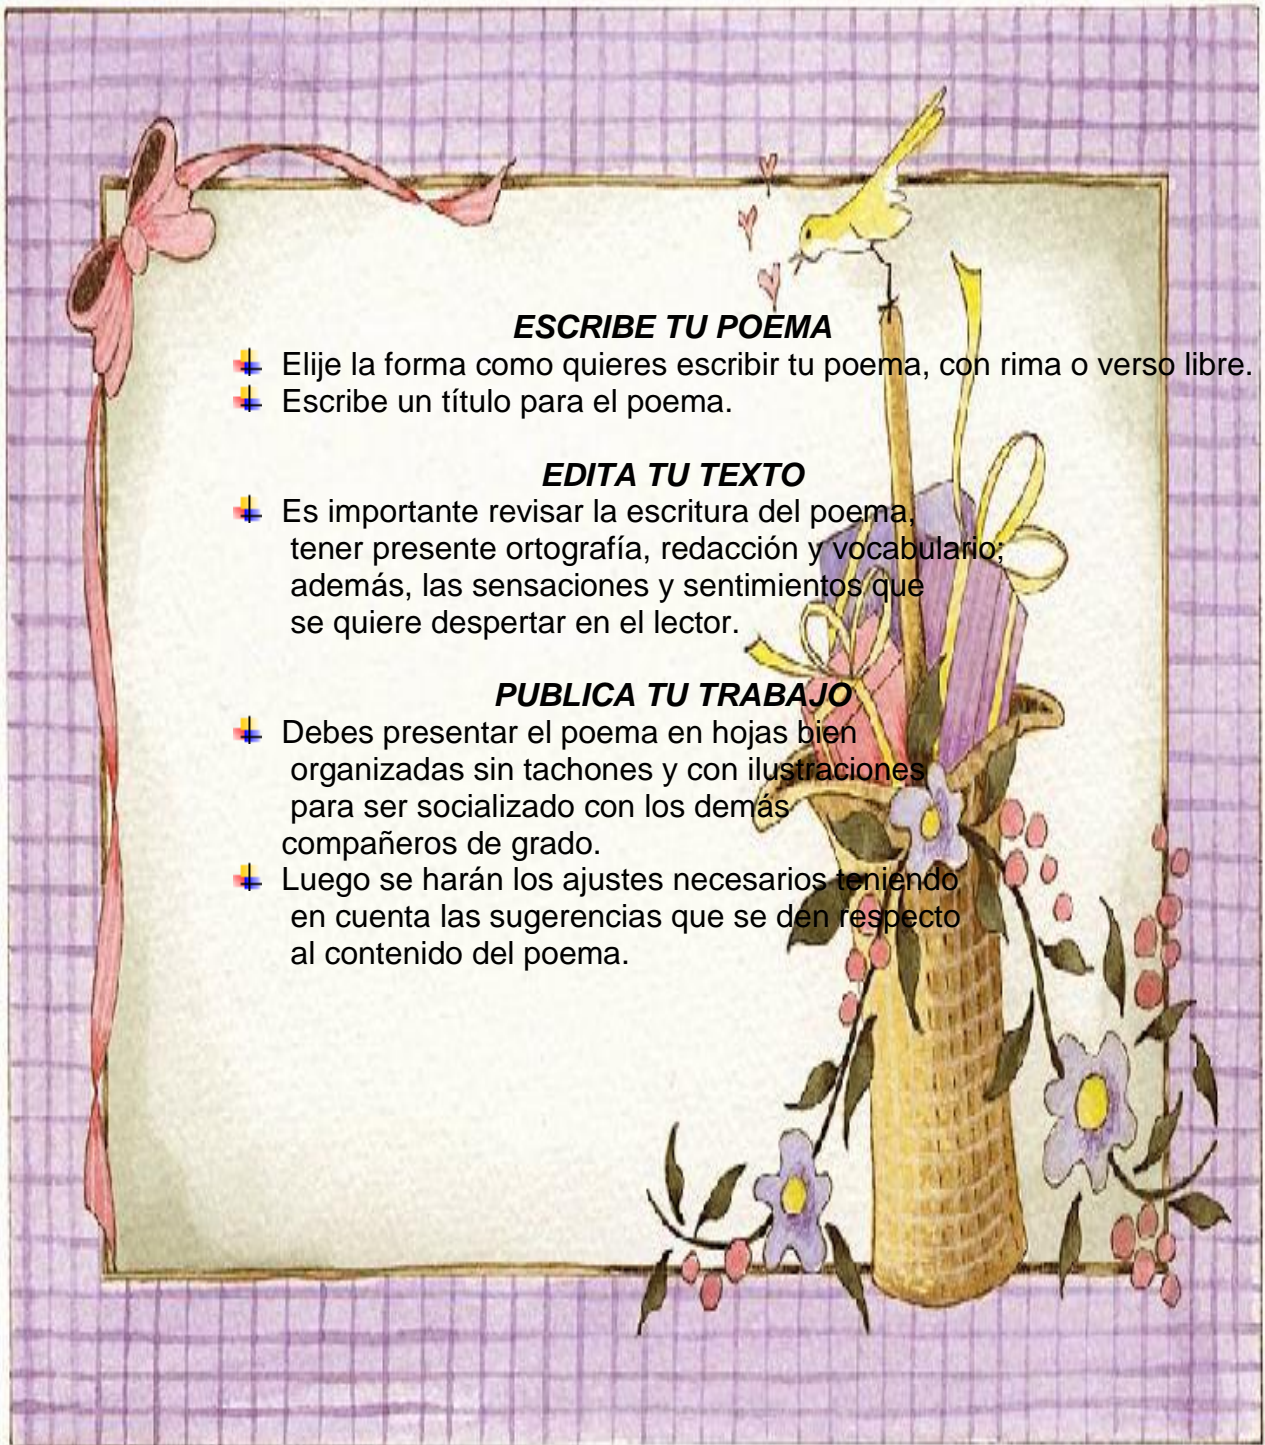 ESCRIBE TU POEMA
Elije la forma como quieres escribir tu poema, con rima o verso libre.
Escribe un título para el poema.
EDITA TU TEXTO
Es importante revisar la escritura del poema,
tener presente ortografía, redacción y vocabulario;
además, las sensaciones y sentimientos que
se quiere despertar en el lector.
PUBLICA TU TRABAJO
Debes presentar el poema en hojas bien
organizadas sin tachones y con ilustraciones
para ser socializado con los demás
compañeros de grado.
Luego se harán los ajustes necesarios teniendo
en cuenta las sugerencias que se den respecto
al contenido del poema.